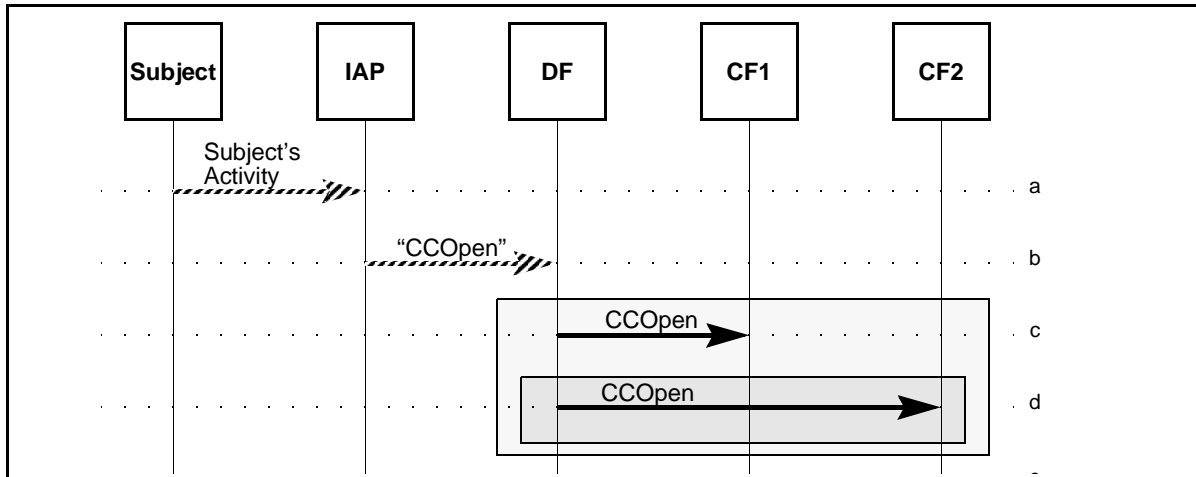 Subject IAP DF CF1 CF2
Subject's
Activity
a
“CCOpen”
b
CCOpen
c
CCOpen
d